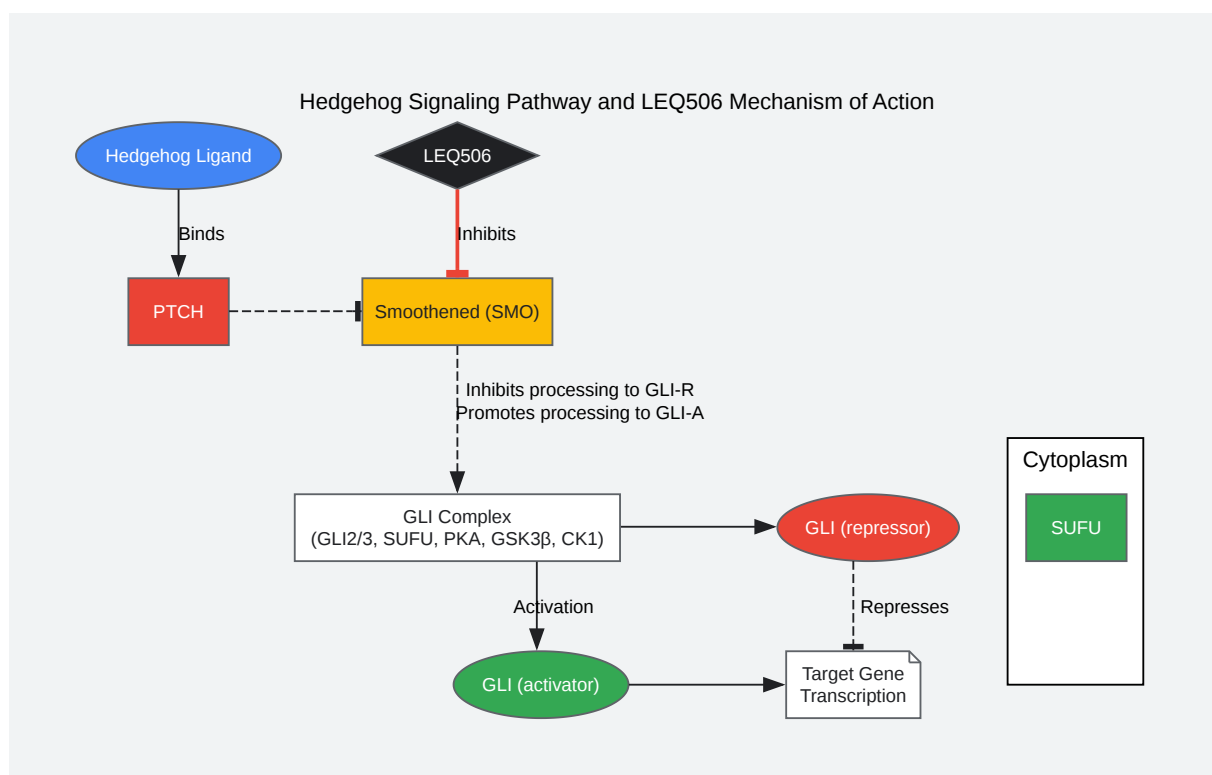 Hedgehog Signaling Pathway and LEQ506 Mechanism of Action
Hedgehog Ligand
LEQ506
Binds
Inhibits
PTCH
Smoothened (SMO)
Inhibits processing to GLI-R
Promotes processing to GLI-A
Cytoplasm
GLI Complex
(GLI2/3, SUFU, PKA, GSK3β, CK1)
GLI (repressor)
SUFU
Activation
Represses
GLI (activator)
Target Gene
Transcription